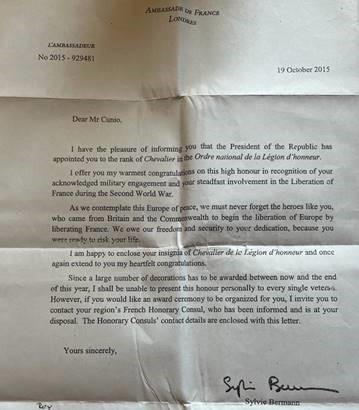 AMBASSADE DE FRANCE
LONDRES
L'AMBASSADEUR
No 2015 - 929481
19 October 2015
Dear Mr Cunio,
I have the pleasure of informing you that the President of the Republic has
appointed you to the rank of Chevalier in the Ordre national de la Légion d'honneur.
I offer you my warmest congratulations on this high honour in recognition of your
acknowledged military engagement and your steadfast involvement in the Liberation of
France during the Second World War.
As we contemplate this Europe of peace, we must never forget the heroes like you,
who came from Britain and the Commonwealth to begin the liberation of Europe by
liberating France. We owe our freedom and security to your dedication, because you
were ready to risk your life.
I am happy to enclose your insignia of Chevalier de la Légion d'honneur and once
again extend to you my heartfelt congratulations.
Since a large number of decorations has to be awarded between now and the end
of this year, I shall be unable to present this honour personally to every single veteran.
However, if you would like an award ceremony to be organized for you, I invite you to
contact your region's French Honorary Consul, who has been informed and is at your
disposal. The Honorary Consuls' contact details are enclosed with this letter.
Yours sincerely,
Sylvie Bermann
Sylvie Bermann